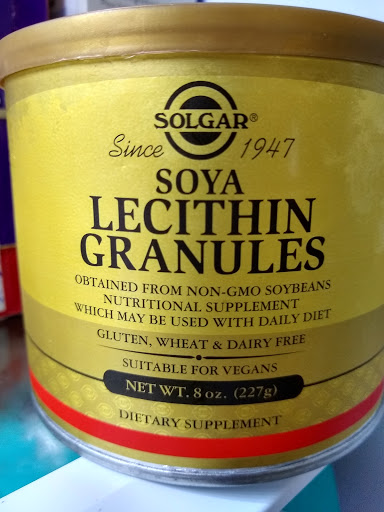 SOLGAR®
Since 1947
SOYA
LECITHIN
GRANULES
OBTAINED FROM NON-GMO SOYBEANS
NUTRITIONAL SUPPLEMENT
WHICH MAY BE USED WITH DAILY DIET
GLUTEN, WHEAT & DAIRY FREE
SUITABLE FOR VEGANS
NET WT. 8 oz. (227g)
DIETARY SUPPLEMENT